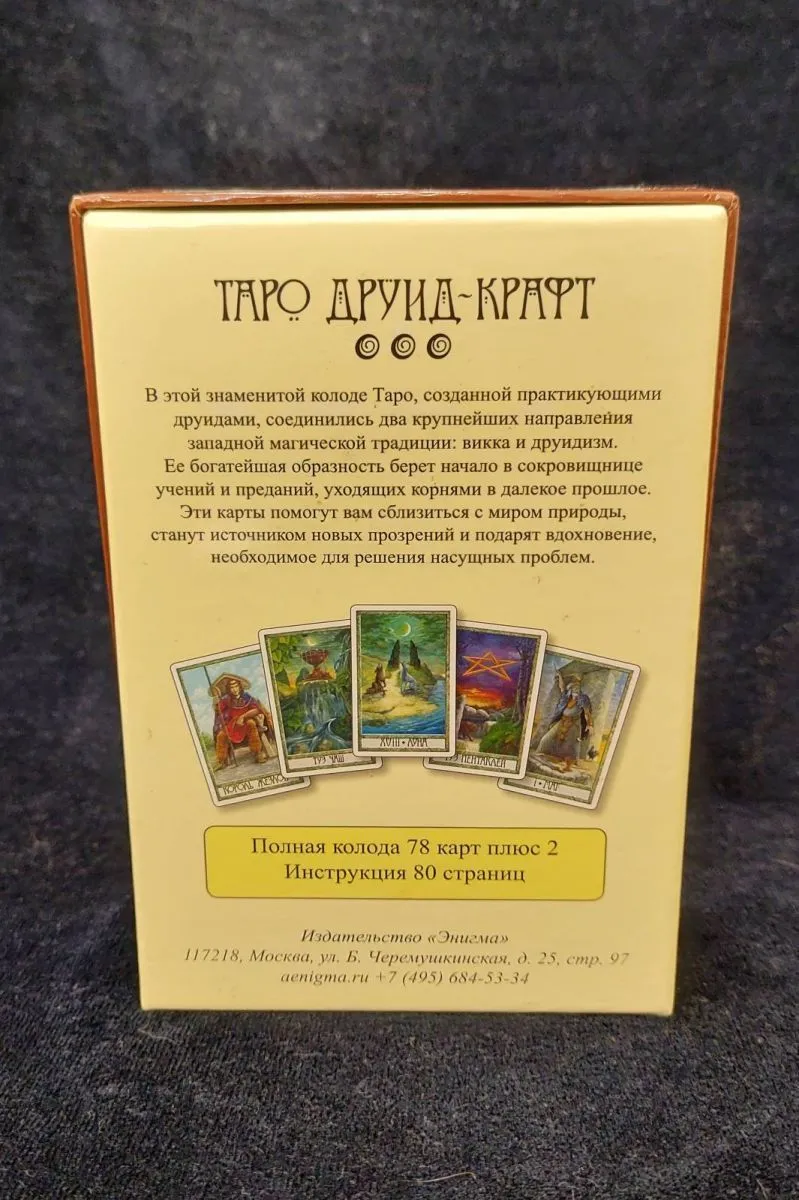 ТАРО ДРУИД-КРАФТ
В этой знаменитой колоде Таро, созданной практикующими
друидами, соединились два крупнейших направления
западной магической традиции: викка и друидизм.
Ее богатейшая образность берет начало в сокровищнице
учений и преданий, уходящих корнями в далекое прошлое.
Эти карты помогут вам сблизиться с миром природы,
станут источником новых прозрений и подарят вдохновение,
необходимое для решения насущных проблем.
КОРОЛЬ ЖЕЗЛОВ
ТУЗ ЧАШ
XVIII • ЛУНА
ТУЗ ПЕНТАКЛЕЙ
I • МАГ
Полная колода 78 карт плюс 2
Инструкция 80 страниц
Издательство «Энигма»
117218, Москва, ул. Б. Черемушкинская, д. 25, стр. 97
aenigma.ru +7 (495) 684-53-34